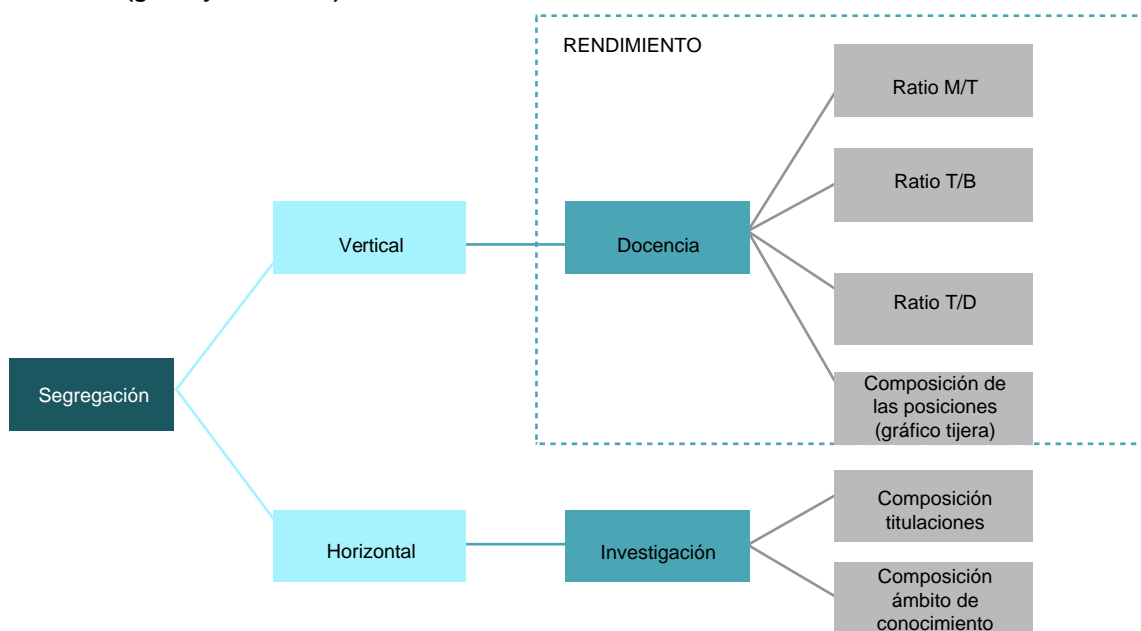 RENDIMIENTO
Ratio M/T
Ratio T/B
Vertical
Docencia
Ratio T/D
Segregación
Composición de
las posiciones
(gráfico tijera)
Composición
titulaciones
Horizontal
Investigación
Composición
ámbito de
conocimiento